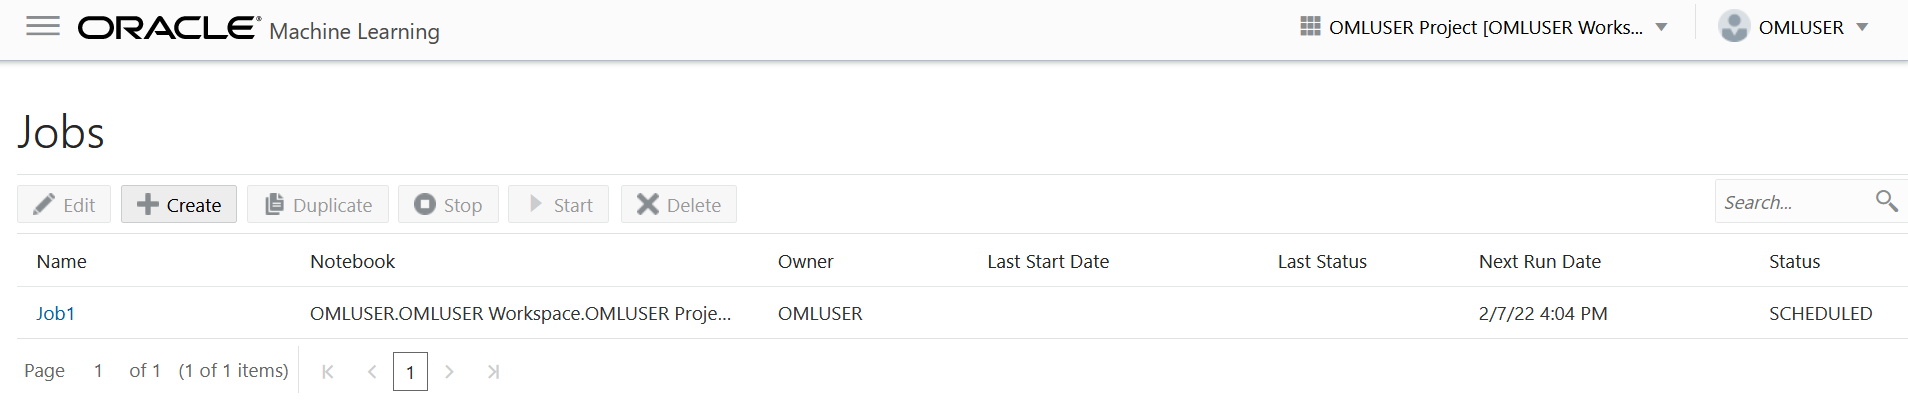 ORACLE® Machine Learning
OMLUSER Project [OMLUSER Works...
OMLUSER
Jobs
Edit Create Duplicate Stop Start Delete Search...
Name Notebook Owner Last Start Date Last Status Next Run Date Status
Job1 OMLUSER.OMLUSER Workspace.OMLUSER Proje... OMLUSER 2/7/22 4:04 PM SCHEDULED
Page 1 of 1 (1 of 1 items) 1